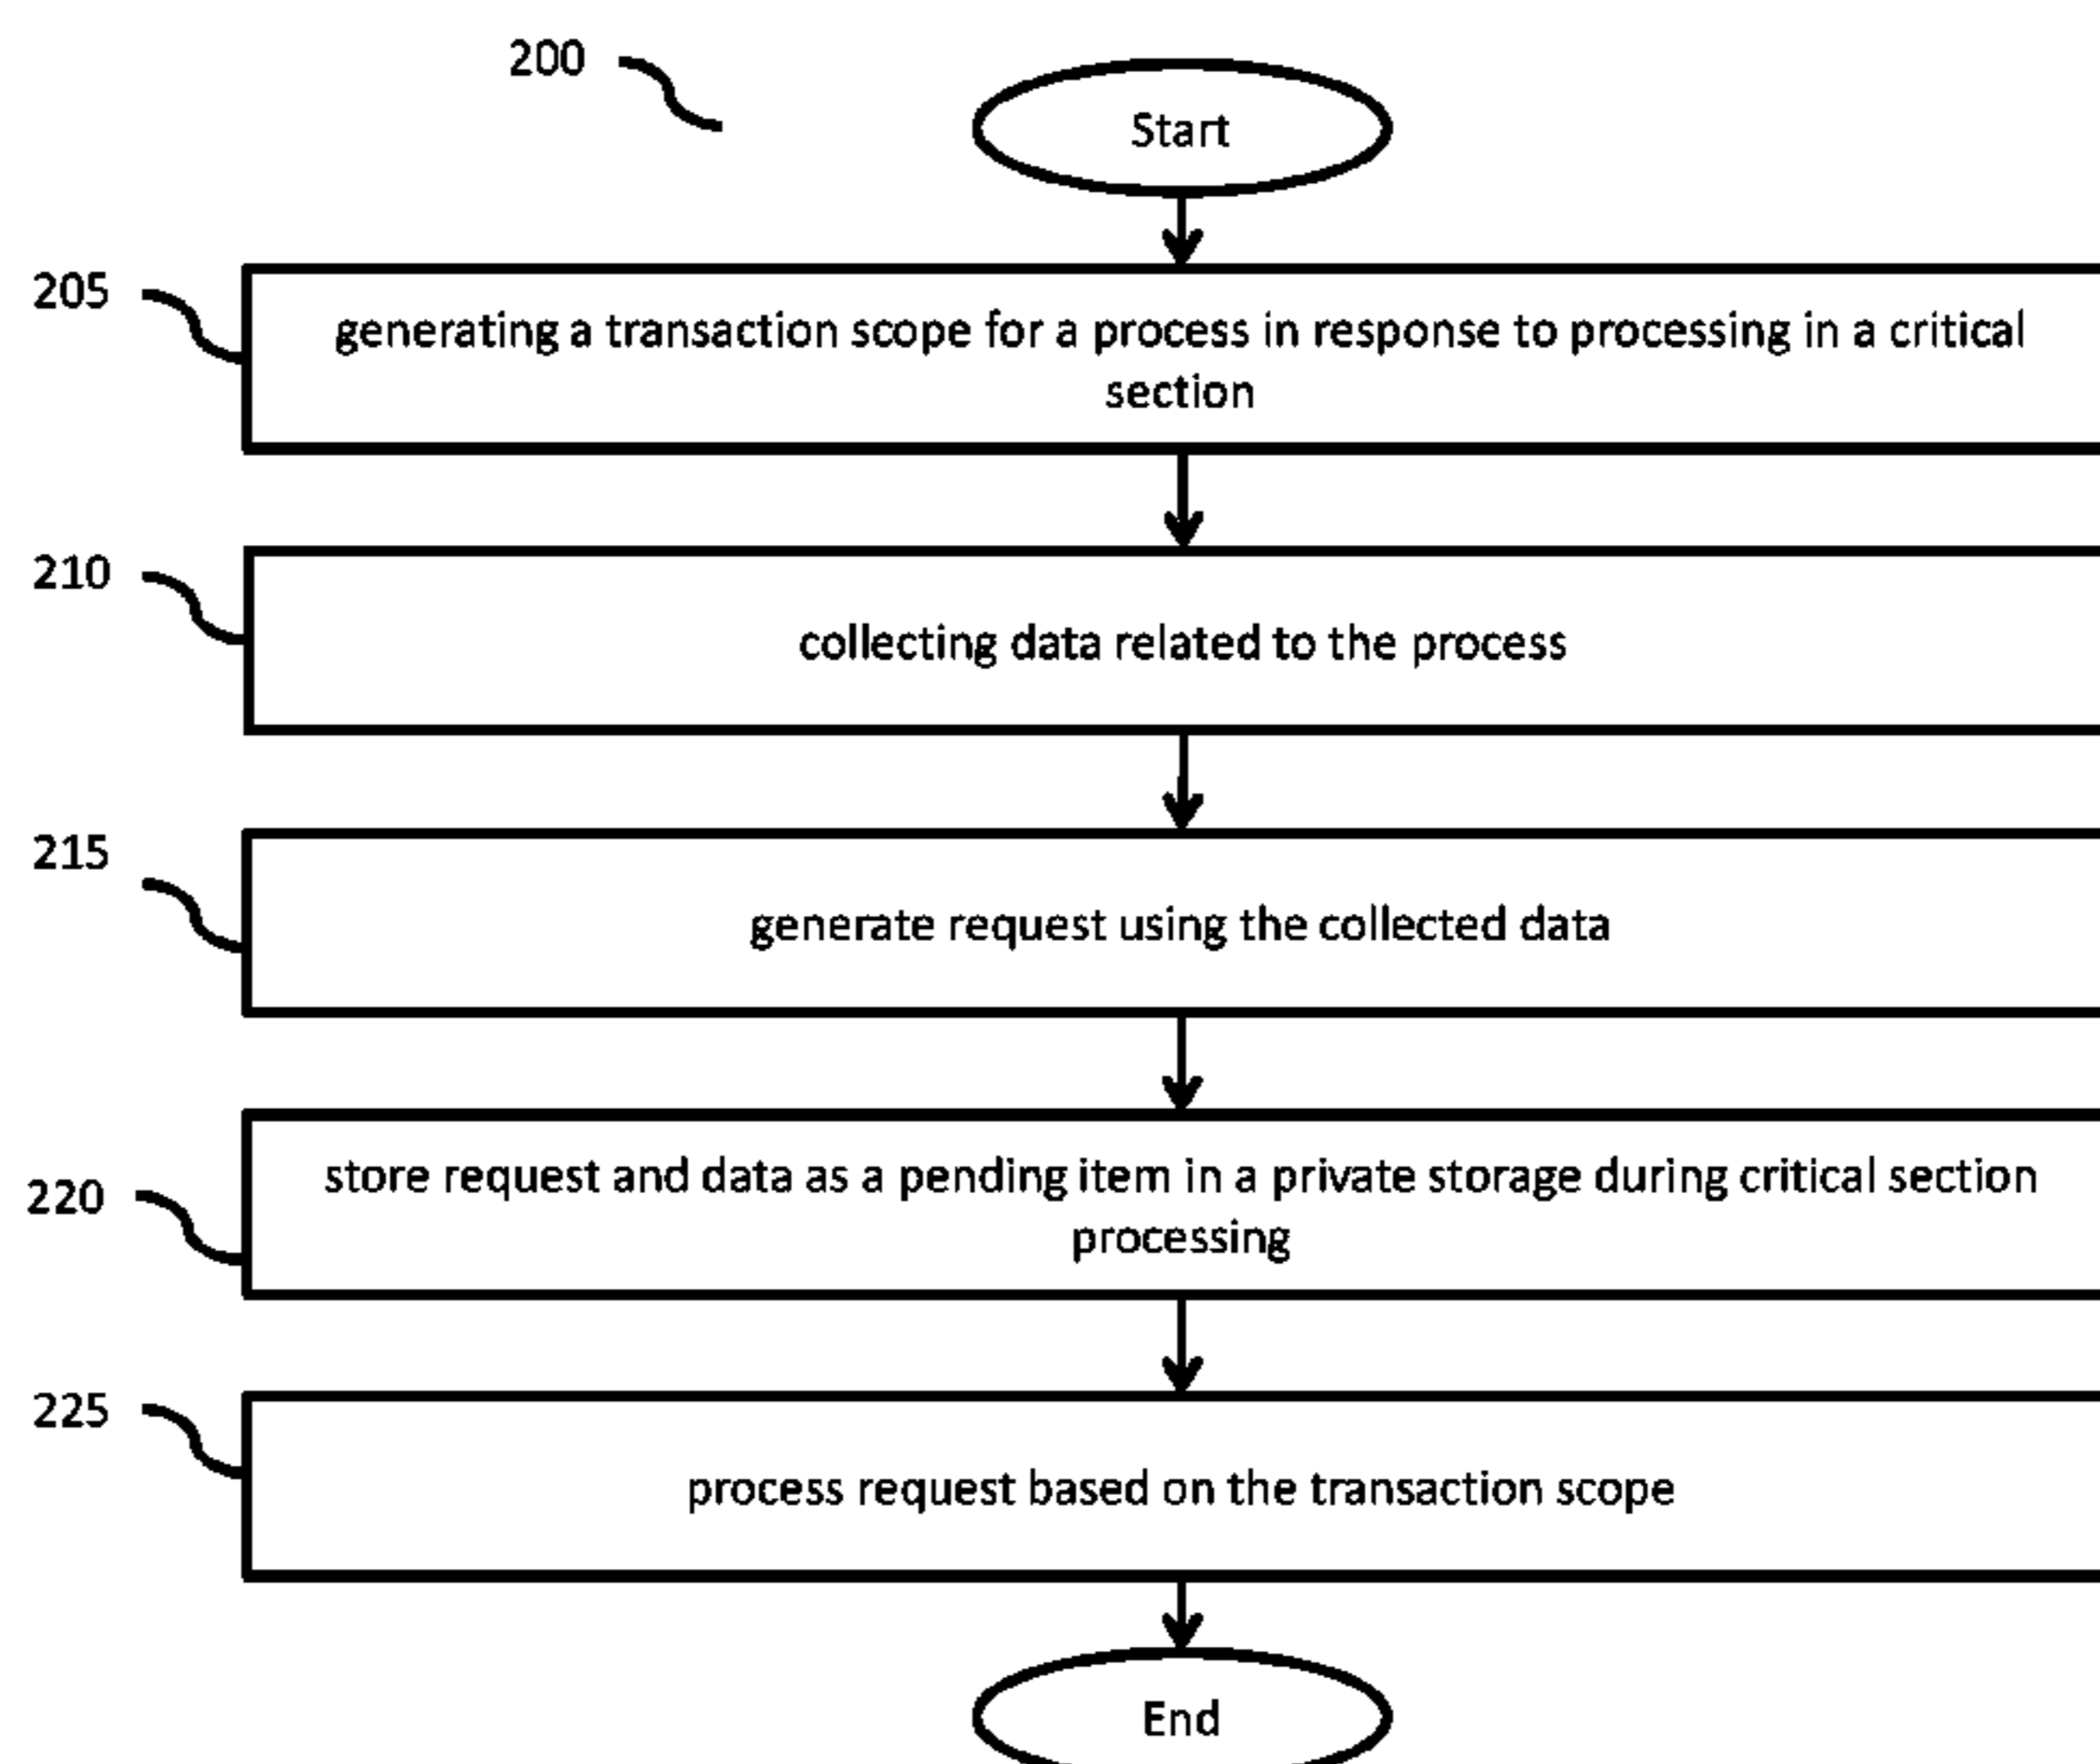 200
Start
205
generating a transaction scope for a process in response to processing in a critical
section
210
collecting data related to the process
215
generate request using the collected data
220
store request and data as a pending item in a private storage during critical section
processing
225
process request based on the transaction scope
End